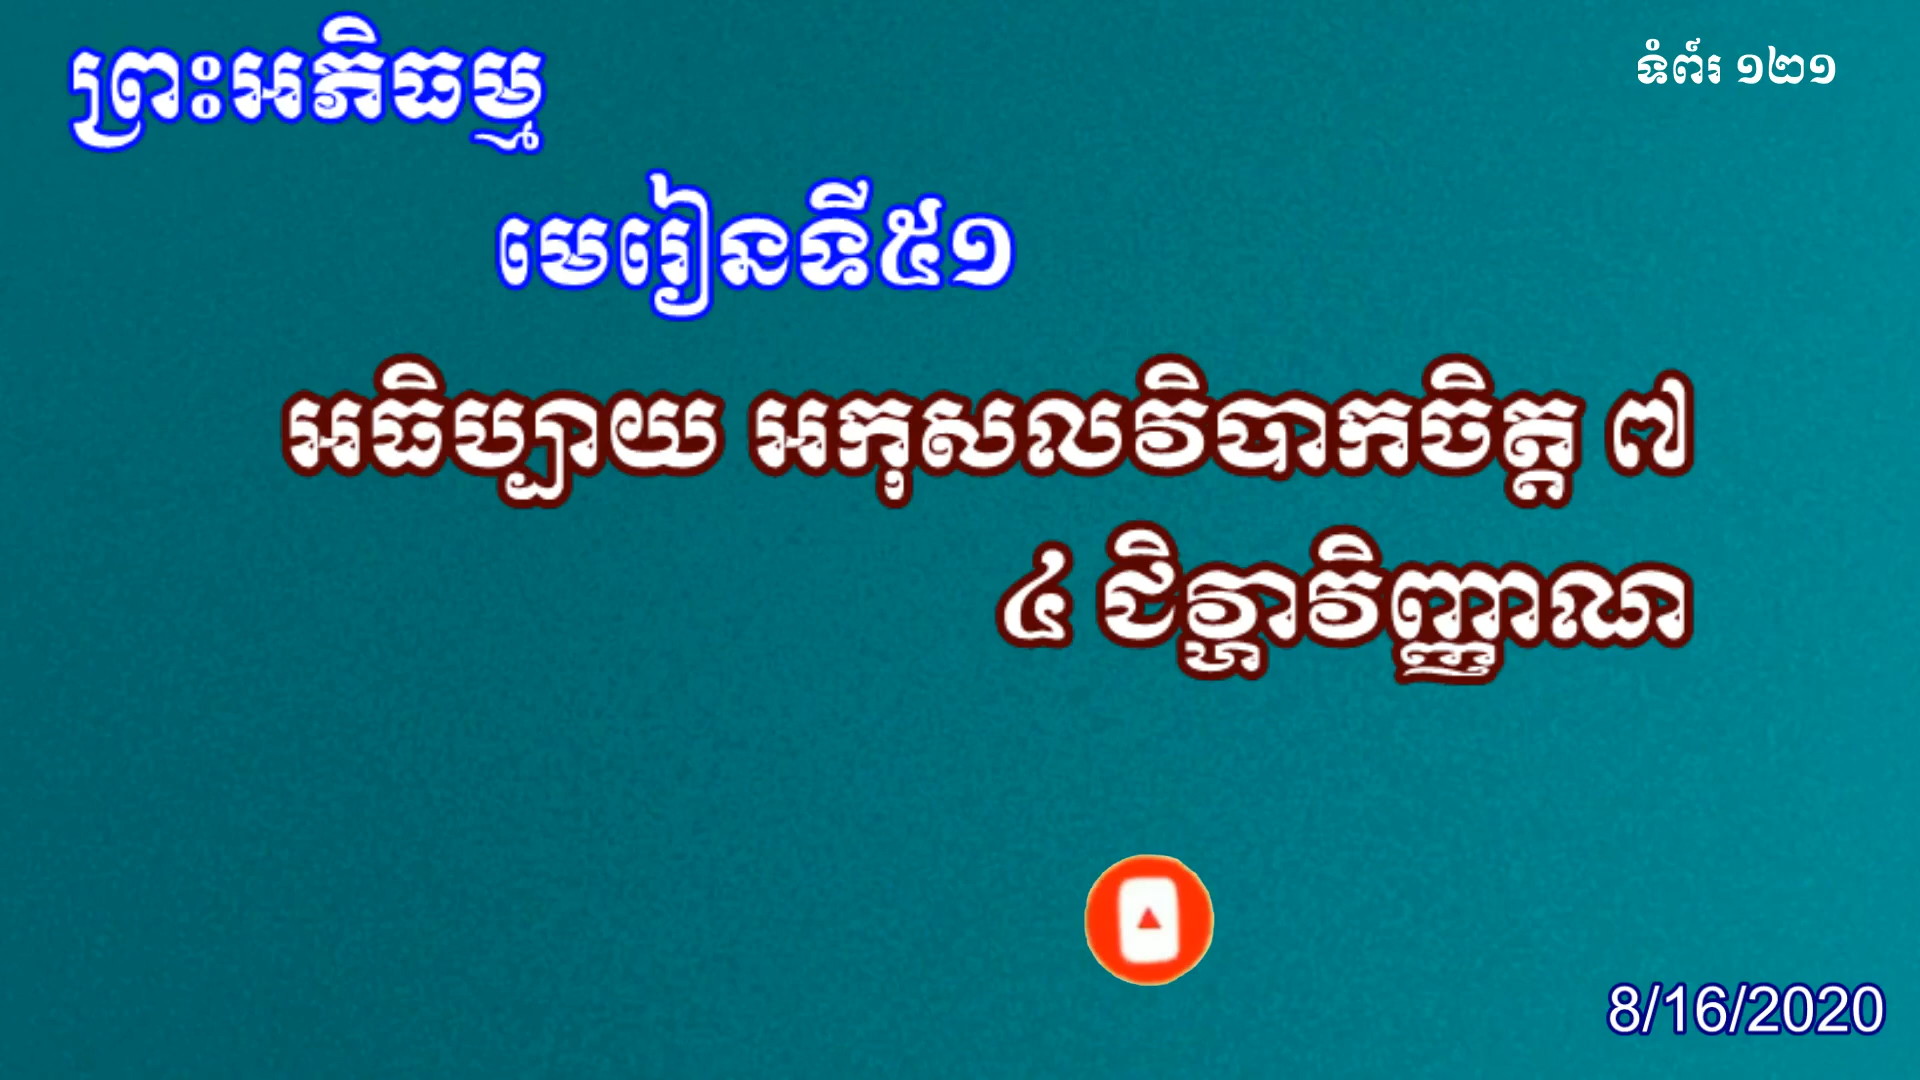 ព្រះអភិធម្ម
ទំព័រ ១២១
មេរៀនទី៥១
អធិប្បាយ អកុសលវិបាកចិត្ត ៧
៤ ជិវ្ហាវិញ្ញាណ
8/16/2020